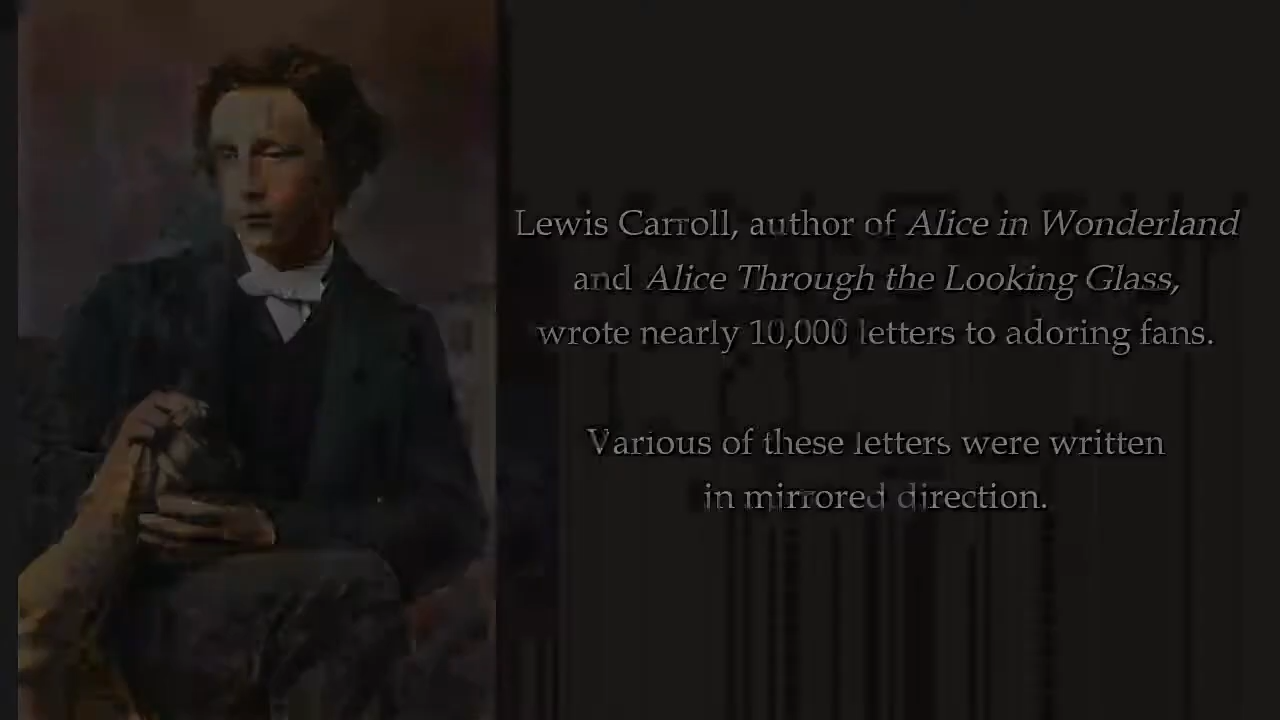 Lewis Carroll, author of Alice in Wonderland
and Alice Through the Looking Glass,
wrote nearly 10,000 letters to adoring fans.
Various of these letters were written
in mirrored direction.